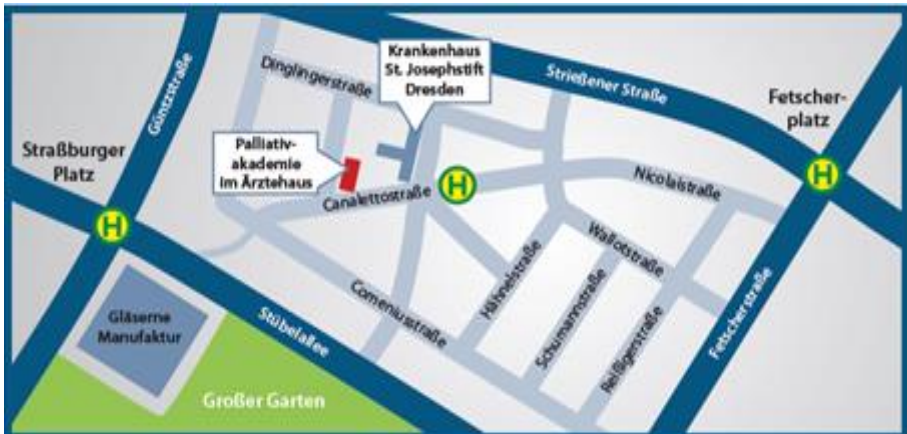 Krankenhaus
St. Josephstift
Dresden
Dinglingerstraße
Güntzstraße
Strießener Straße
Fetscher-
platz
Straßburger
Platz
Palliativ-
akademie
im Ärztehaus
H
Nicolaistraße
H
Canalettostraße
H
Wallotstraße
Hähnelstraße
Comeniusstraße
Schumannstraße
Fetscherstraße
Reißigerstraße
Stübelallee
Gläserne
Manufaktur
Großer Garten